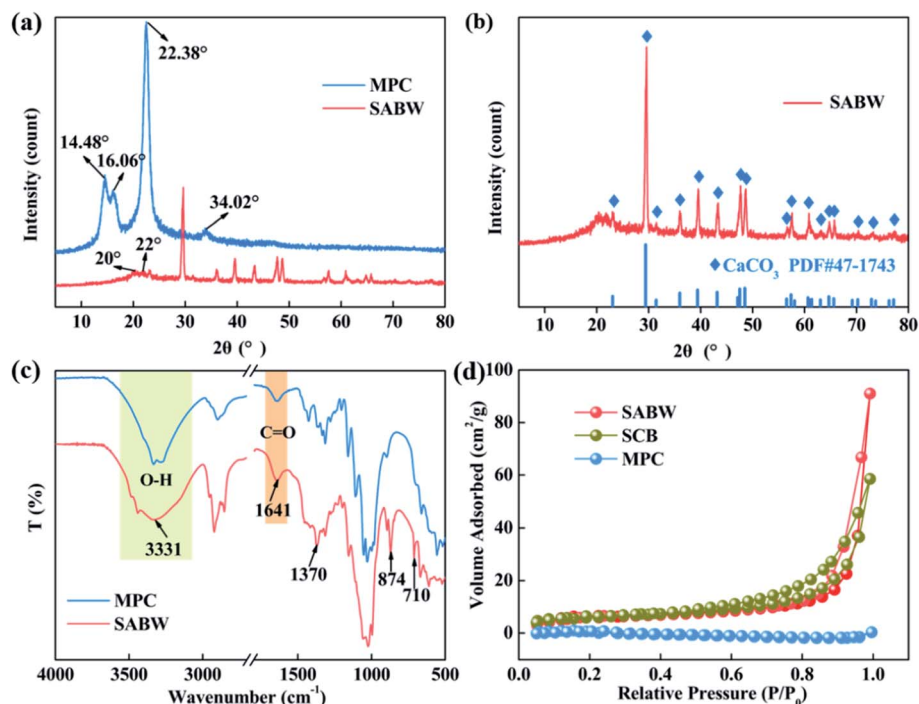 (a)
22.38°
14.48°
16.06°
34.02°
20°
22°
MPC
SABW
Intensity (count)
10 20 30 40 50 60 70 80
2θ (°)
(b)
SABW
◆CaCO₃ PDF#47-1743
Intensity (count)
10 20 30 40 50 60 70 80
2θ (°)
(c)
O-H
3331
C=O
1641
1370
874
710
MPC
SABW
T (%)
4000 3000 1500 1000 500
Wavenumber (cm⁻¹)
(d)
SABW
SCB
MPC
Volume Adsorbed (cm²/g)
100
80
60
40
20
0
0.0 0.2 0.4 0.6 0.8 1.0
Relative Pressure (P/P₀)